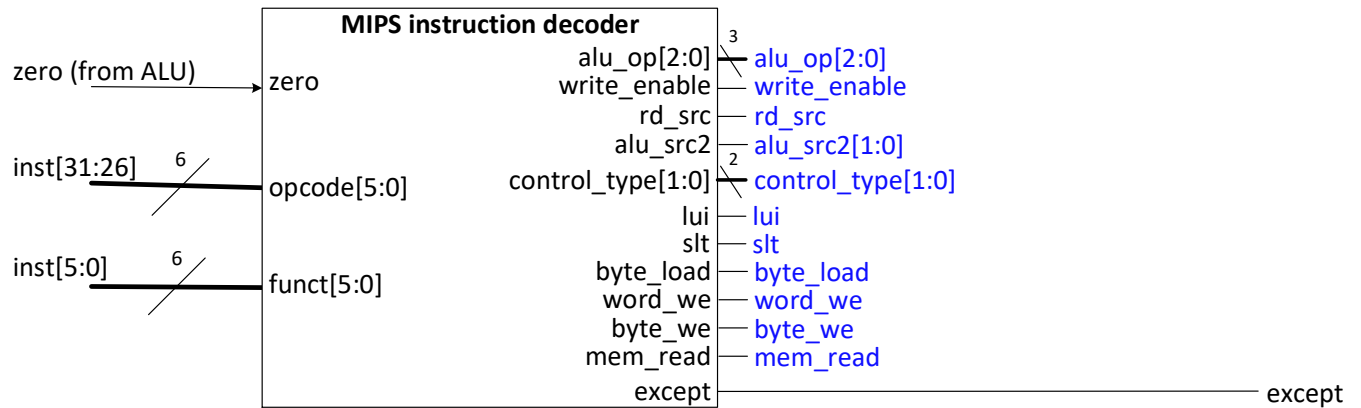 MIPS instruction decoder
zero (from ALU)
zero
inst[31:26]
6
opcode[5:0]
inst[5:0]
6
funct[5:0]
alu_op[2:0]
3
alu_op[2:0]
write_enable
write_enable
rd_src
rd_src
alu_src2
alu_src2[1:0]
control_type[1:0]
2
control_type[1:0]
lui
lui
slt
slt
byte_load
byte_load
word_we
word_we
byte_we
byte_we
mem_read
mem_read
except
except